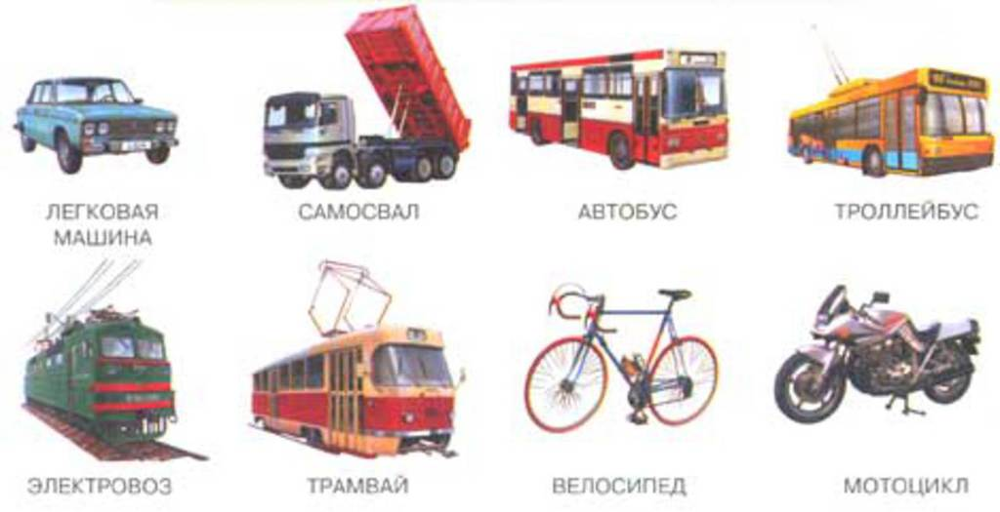 ЛЕГКОВАЯ
МАШИНА
САМОСВАЛ
АВТОБУС
ТРОЛЛЕЙБУС
ЭЛЕКТРОВОЗ
ТРАМВАЙ
ВЕЛОСИПЕД
МОТОЦИКЛ